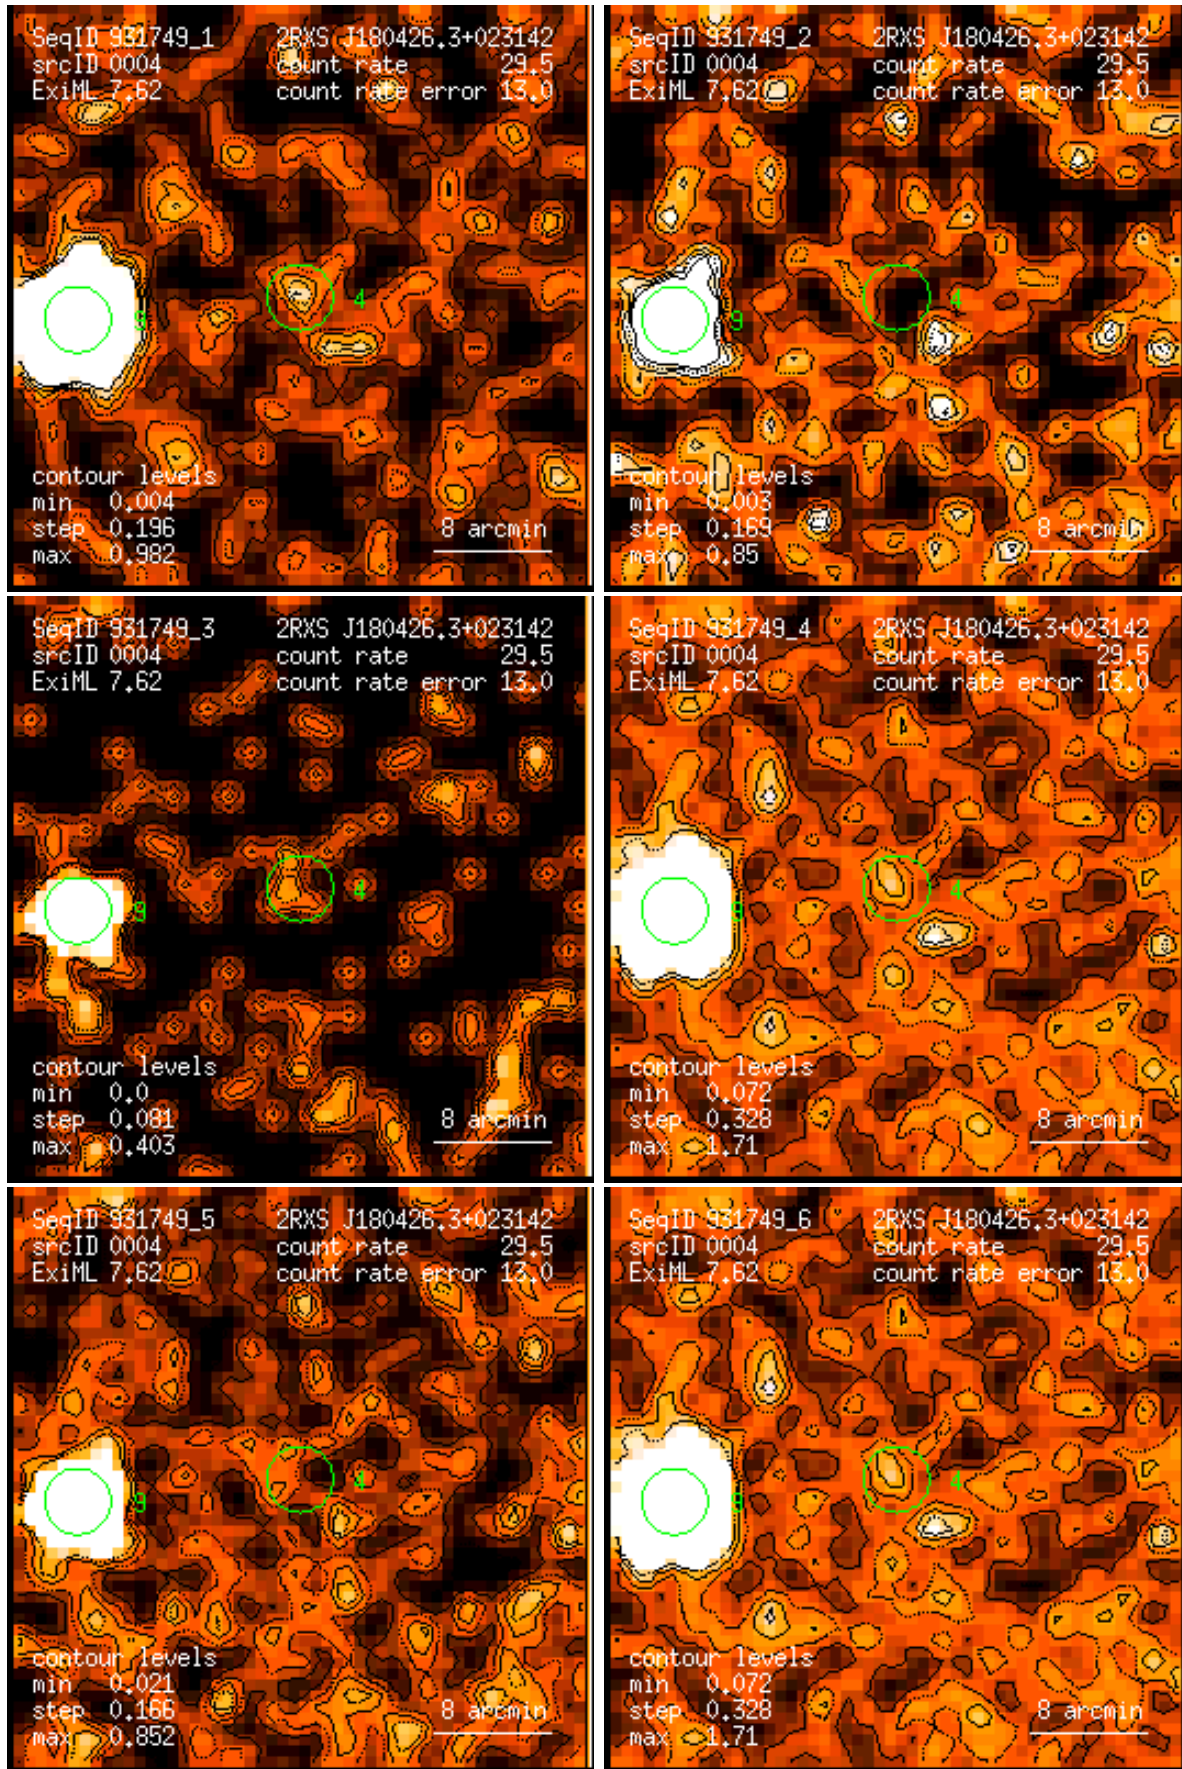 SeqID 931749_1 2RXS J180426.3+023142
srcID 0004 count rate 29.5
ExiML 7.62 count rate error 13.0
4
9
contour levels
min 0.004
step 0.196 8 arcmin
max 0.982
SeqID 931749_2 2RXS J180426.3+023142
srcID 0004 count rate 29.5
ExiML 7.62 count rate error 13.0
4
9
contour levels
min 0.003
step 0.169 8 arcmin
max 0.85
SeqID 931749_3 2RXS J180426.3+023142
srcID 0004 count rate 29.5
ExiML 7.62 count rate error 13.0
4
9
contour levels
min 0.0
step 0.081 8 arcmin
max 0.403
SeqID 931749_4 2RXS J180426.3+023142
srcID 0004 count rate 29.5
ExiML 7.62 count rate error 13.0
4
9
contour levels
min 0.072
step 0.328 8 arcmin
max 1.71
SeqID 931749_5 2RXS J180426.3+023142
srcID 0004 count rate 29.5
ExiML 7.62 count rate error 13.0
4
9
contour levels
min 0.021
step 0.166 8 arcmin
max 0.852
SeqID 931749_6 2RXS J180426.3+023142
srcID 0004 count rate 29.5
ExiML 7.62 count rate error 13.0
4
9
contour levels
min 0.072
step 0.328 8 arcmin
max 1.71